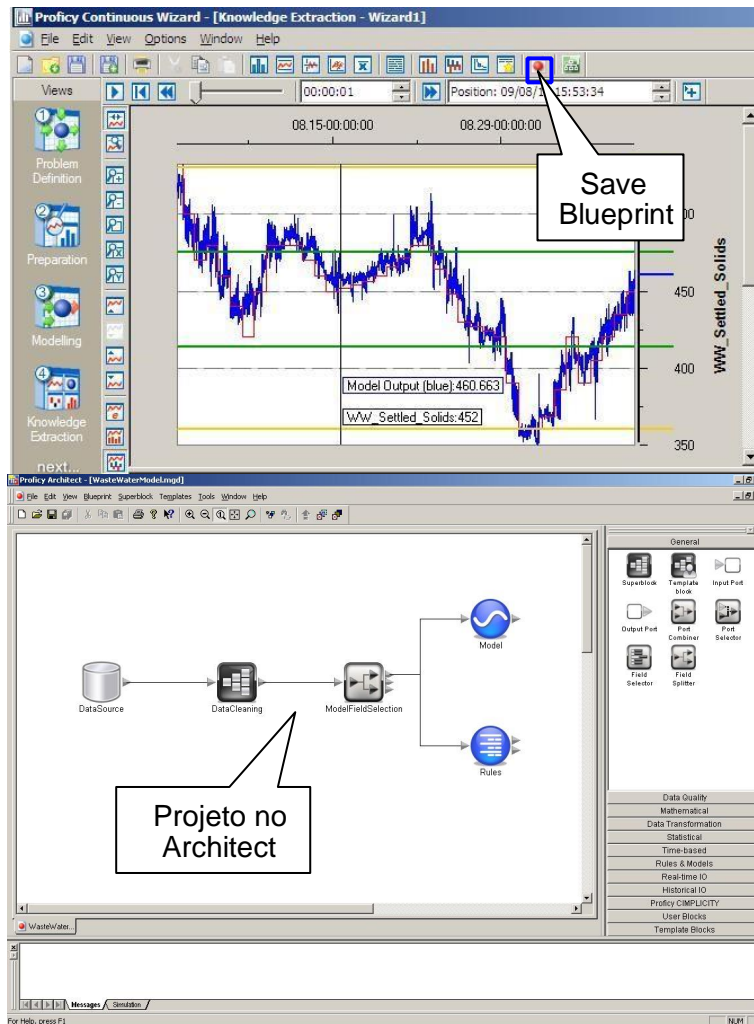 Proficy Continuous Wizard - [Knowledge Extraction - Wizard1]
File Edit View Options Window Help
Views
00:00:01
Position: 09/08/1 15:53:34
1
Problem
Definition
2
Preparation
3
Modelling
4
Knowledge
Extraction
next...
08.15-00:00:00
08.29-00:00:00
Save
Blueprint
00
450
400
350
WW_Settled_Solids
Model Output (blue):460.663
WW_Settled_Solids:452
Proficy Architect - [WasteWaterModel.mgd]
File Edit View Blueprint Superblock Templates Tools Window Help
DataSource
DataCleaning
ModelFieldSelection
Model
Rules
Projeto no
Architect
General
Superblock
Template
block
Input Port
Output Port
Port
Combiner
Port
Selector
Field
Selector
Field
Splitter
Data Quality
Mathematical
Data Transformation
Statistical
Time-based
Rules & Models
Real-time IO
Historical IO
Proficy CIMPLICITY
User Blocks
Template Blocks
WasteWater...
Messages
Simulation
For Help, press F1
NUM